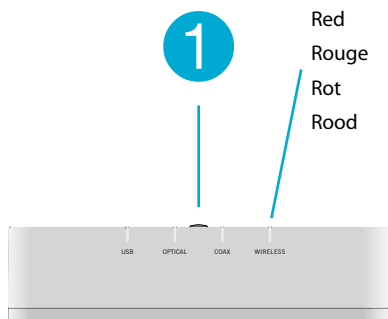 1
Red
Rouge
Rot
Rood
USB OPTICAL COAX WIRELESS